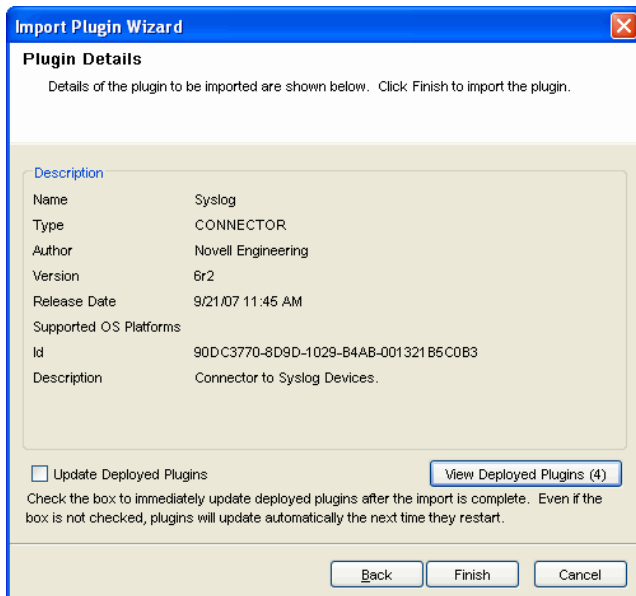 Import Plugin Wizard
Plugin Details
Details of the plugin to be imported are shown below. Click Finish to import the plugin.
Description
Name Syslog
Type CONNECTOR
Author Novell Engineering
Version 6r2
Release Date 9/21/07 11:45 AM
Supported OS Platforms
Id 90DC3770-8D9D-1029-B4AB-001321B5C0B3
Description Connector to Syslog Devices.
Update Deployed Plugins View Deployed Plugins (4)
Check the box to immediately update deployed plugins after the import is complete. Even if the
box is not checked, plugins will update automatically the next time they restart.
Back Finish Cancel